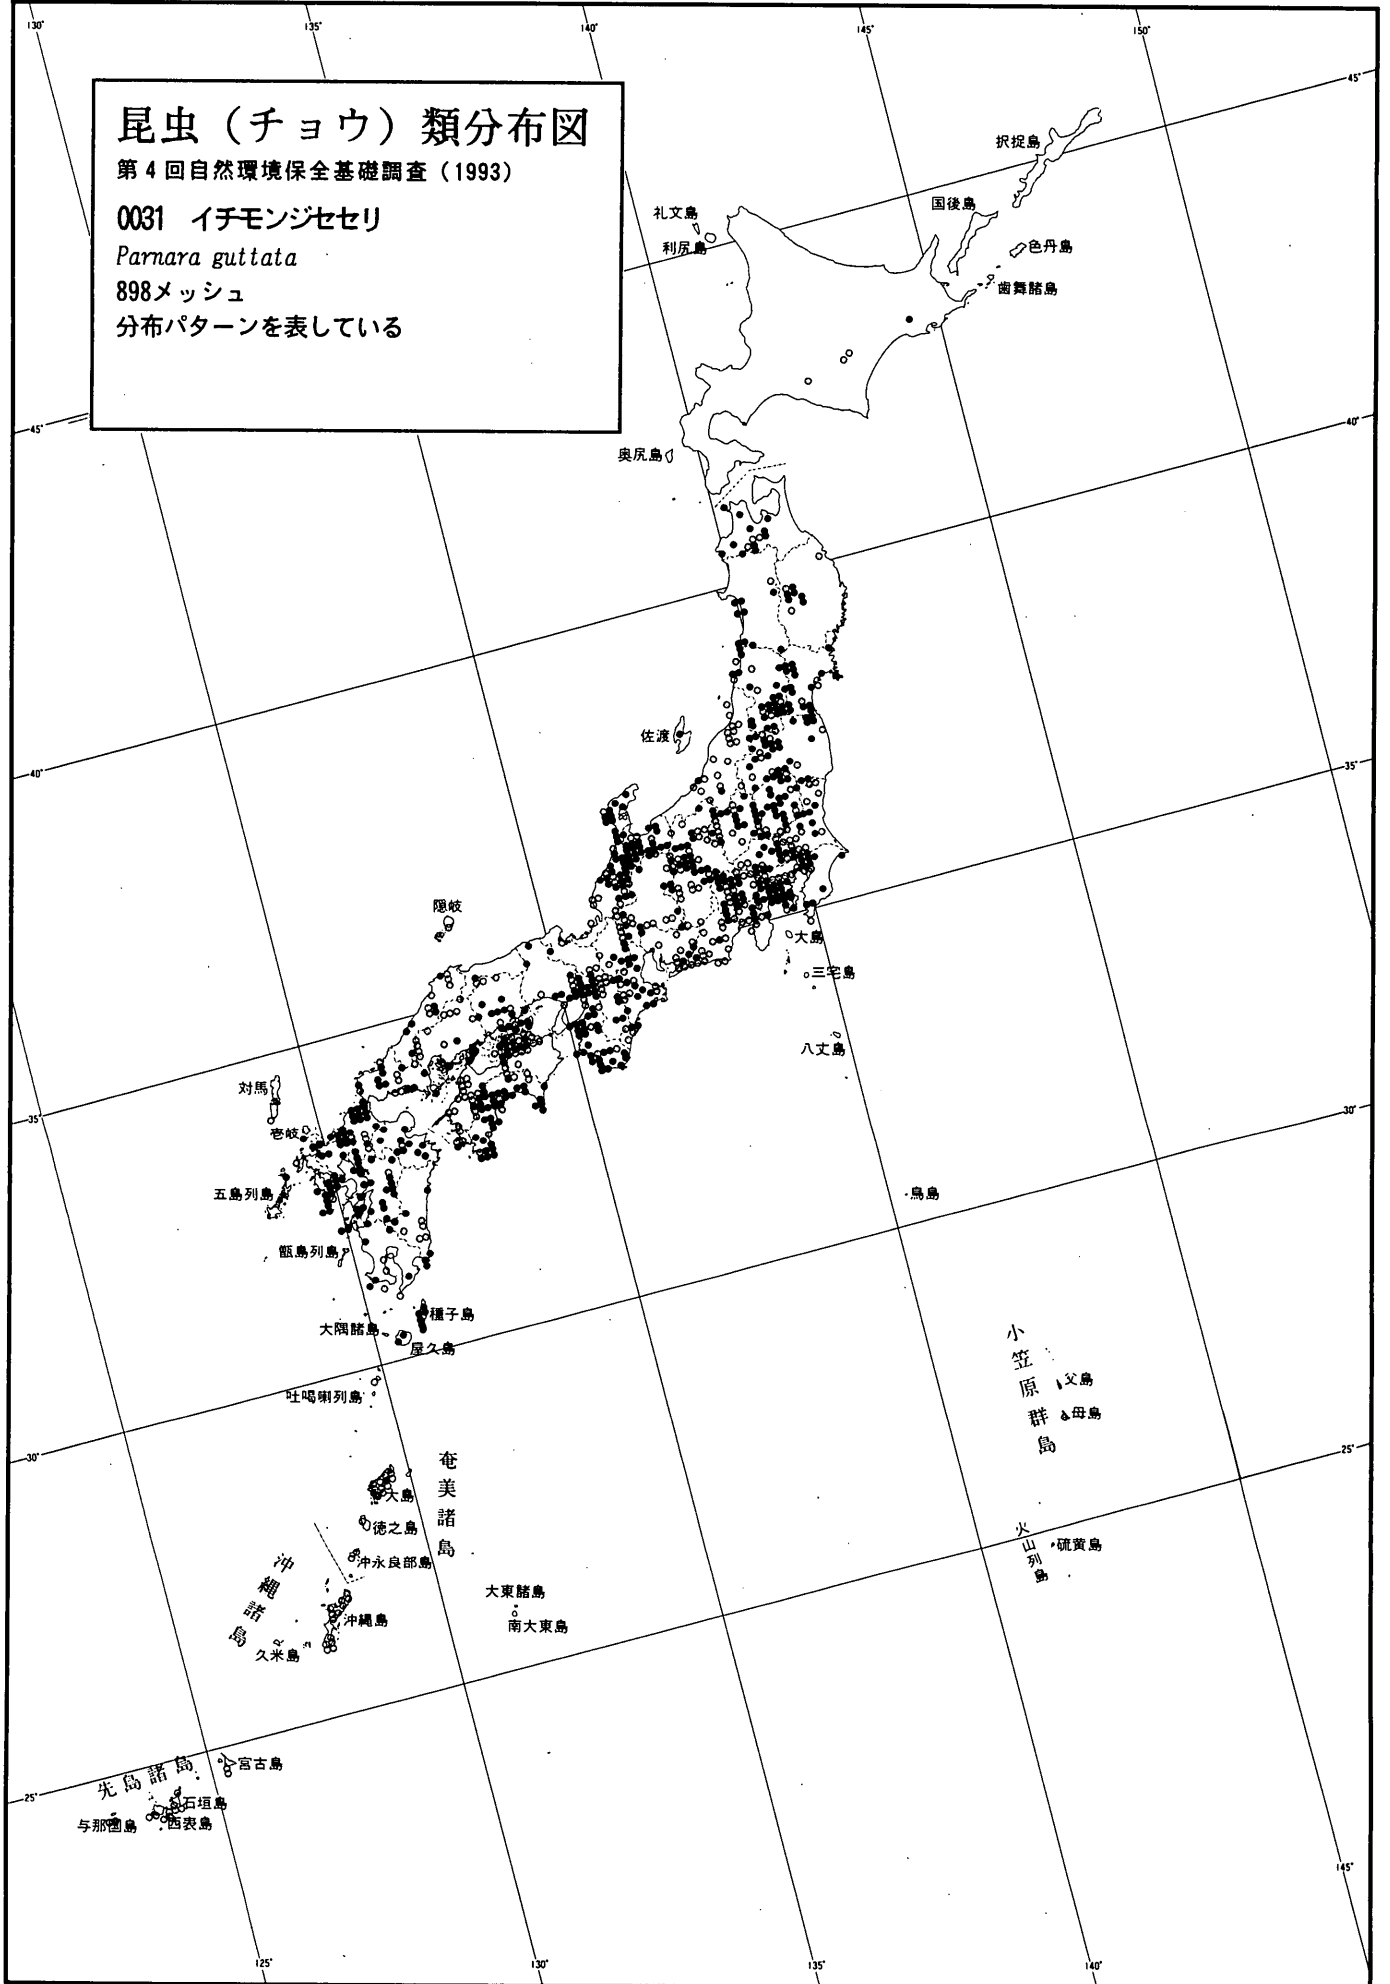 130°
135°
140°
145°
150°
昆虫（チョウ）類分布図
第4回自然環境保全基礎調査（1993）
0031 イチモンジセセリ
Parnara guttata
898メッシュ
分布パターンを表している
45°
択捉島
礼文島
国後島
利尻島
色丹島
歯舞諸島
45°
40°
奥尻島
佐渡
40°
35°
隠岐
大島
三宅島
八丈島
対馬
35°
壱岐
30°
五島列島
鳥島
甑島列島
種子島
大隅諸島
屋久島
吐喝喇列島
小笠原群島
父島
母島
30°
25°
奄美諸島
大島
徳之島
沖永良部島
火山列島
硫黄島
沖縄諸島
沖縄島
久米島
大東諸島
南大東島
先島諸島
宮古島
25°
石垣島
与那国島
西表島
145°
125°
130°
135°
140°